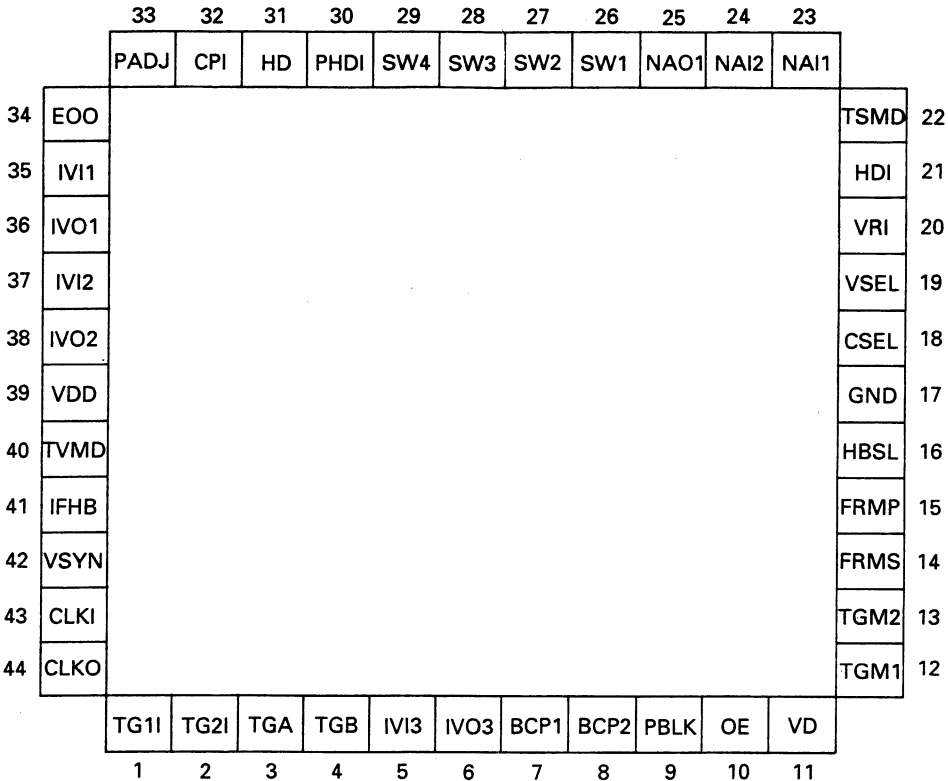 33 32 31 30 29 28 27 26 25 24 23
PADJ CPI HD PHDI SW4 SW3 SW2 SW1 NAO1 NAI2 NAI1
34 EOO TSMD 22
35 IVI1 HDI 21
36 IVO1 VRI 20
37 IVI2 VSEL 19
38 IVO2 CSEL 18
39 VDD GND 17
40 TVMD HBSL 16
41 IFHB FRMP 15
42 VSYN FRMS 14
43 CLKI TGM2 13
44 CLKO TGM1 12
TG1I TG2I TGA TGB IVI3 IVO3 BCP1 BCP2 PBLK OE VD
1 2 3 4 5 6 7 8 9 10 11